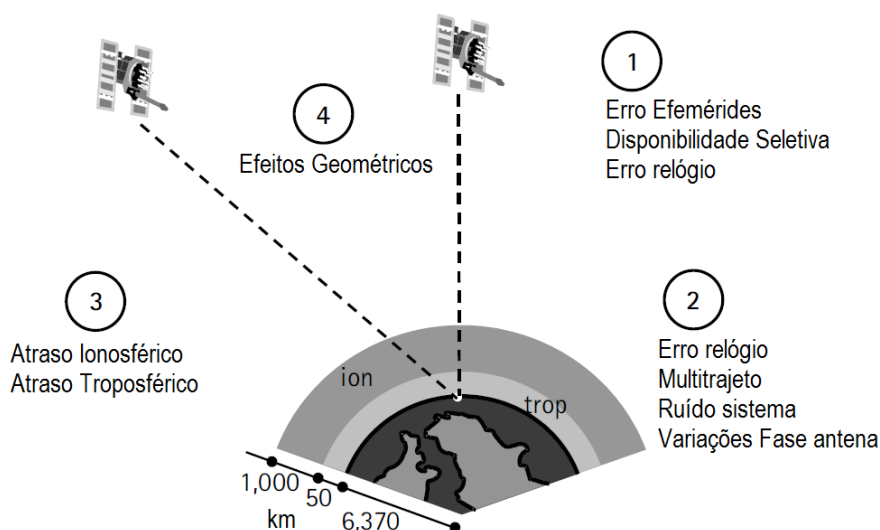 1
Erro Efemérides
Disponibilidade Seletiva
Erro relógio
4
Efeitos Geométricos
3
Atraso Ionosférico
Atraso Troposférico
2
Erro relógio
Multitrajeto
Ruído sistema
Variações Fase antena
ion
trop
1,000
50
6,370
km